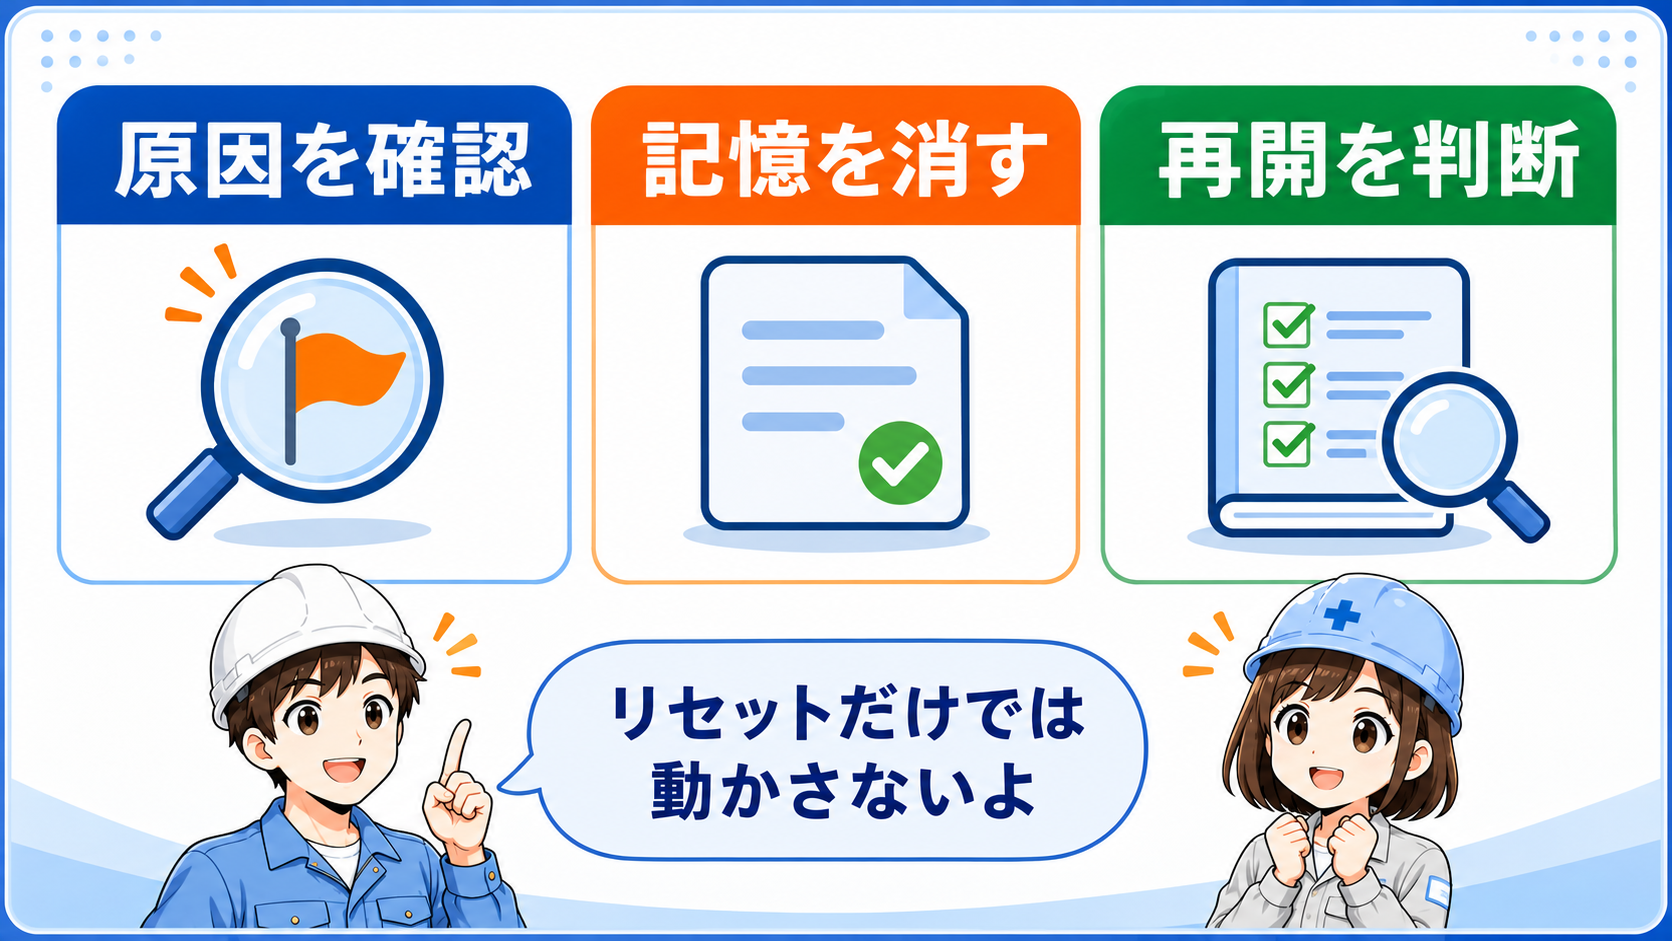 原因を確認
記憶を消す
再開を判断
リセットだけでは
動かさないよ